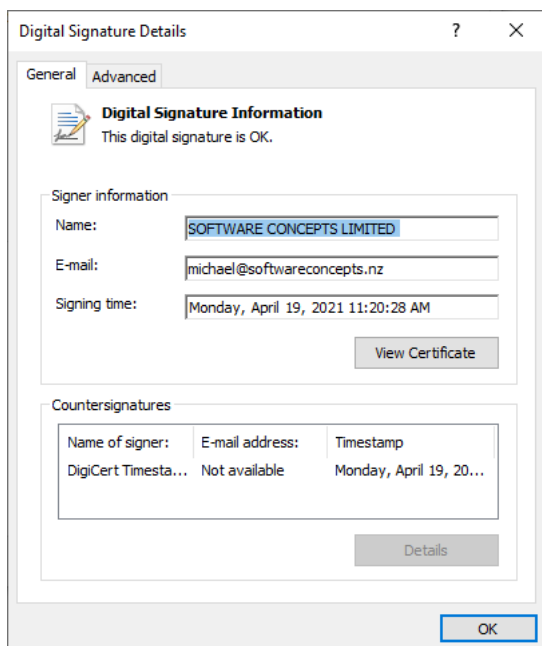 Digital Signature Details ?
General Advanced
Digital Signature Information
This digital signature is OK.
Signer information
Name: SOFTWARE CONCEPTS LIMITED
E-mail: michael@softwareconcepts.nz
Signing time: Monday, April 19, 2021 11:20:28 AM
View Certificate
Countersignatures
Name of signer: E-mail address: Timestamp
DigiCert Timesta... Not available Monday, April 19, 20...
Details
OK